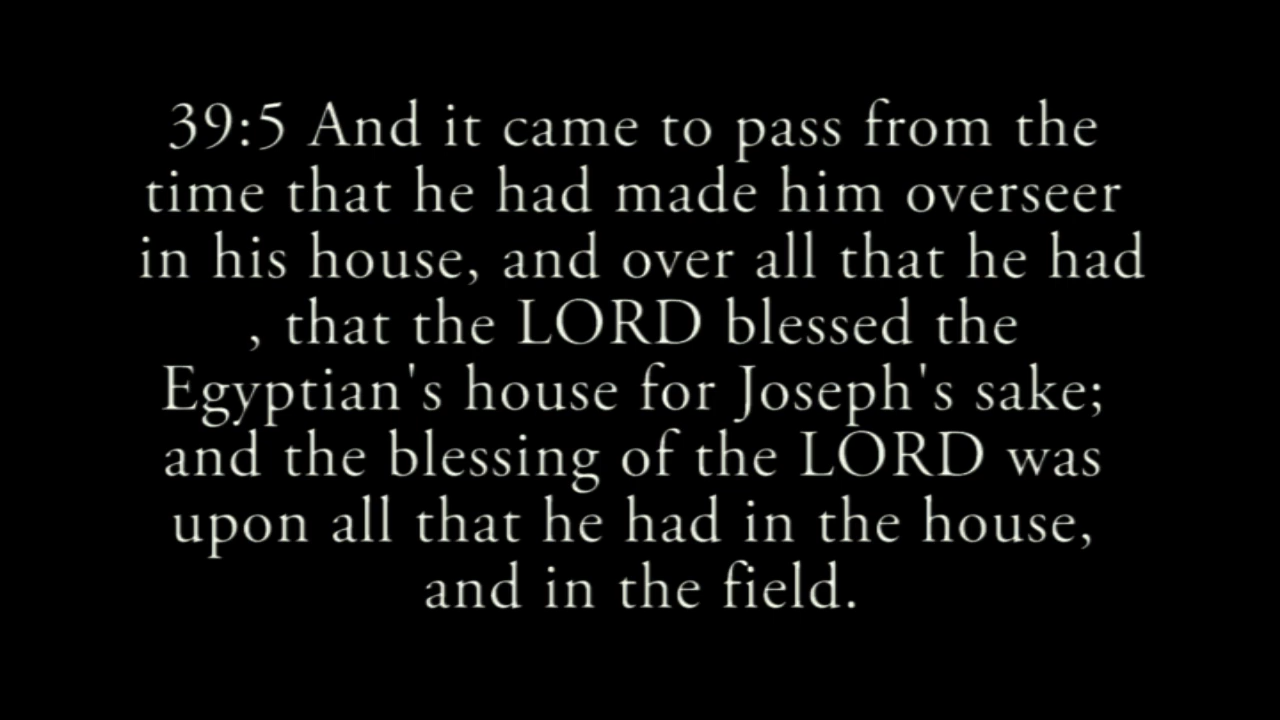 39:5 And it came to pass from the
time that he had made him overseer
in his house, and over all that he had
, that the LORD blessed the
Egyptian's house for Joseph's sake;
and the blessing of the LORD was
upon all that he had in the house,
and in the field.